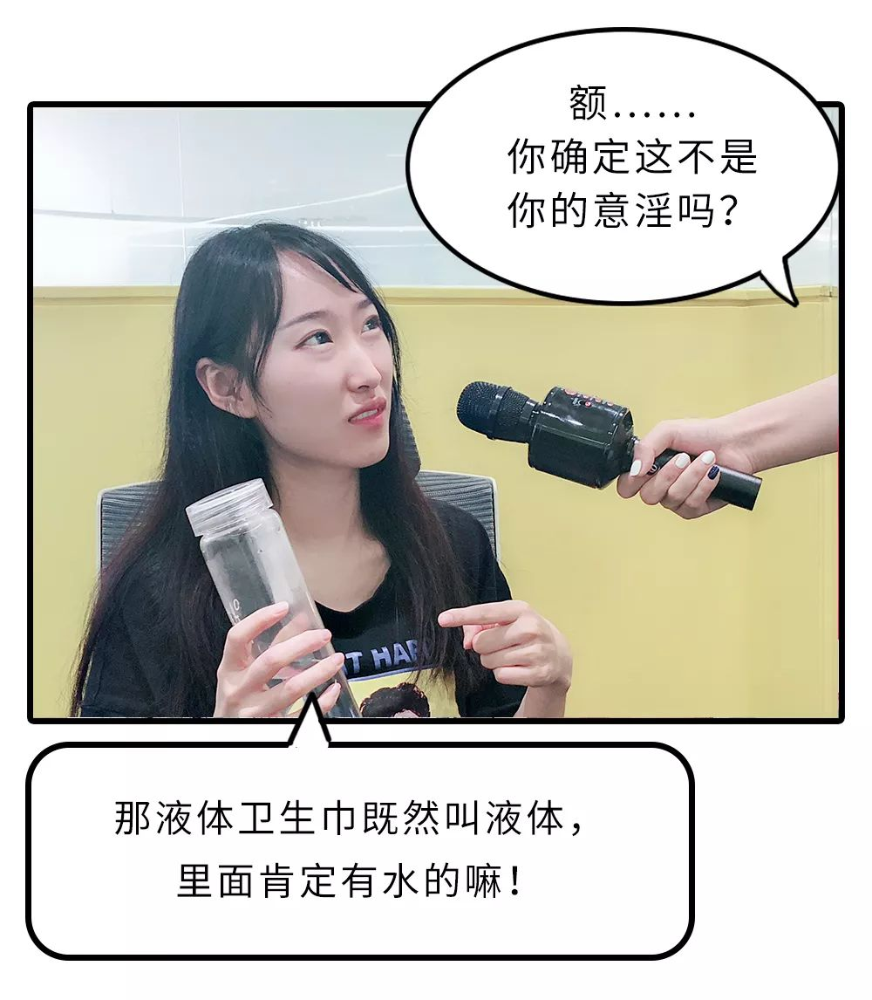 额......
你确定这不是
你的意淫吗？
T HAR
那液体卫生巾既然叫液体，
里面肯定有水的嘛！